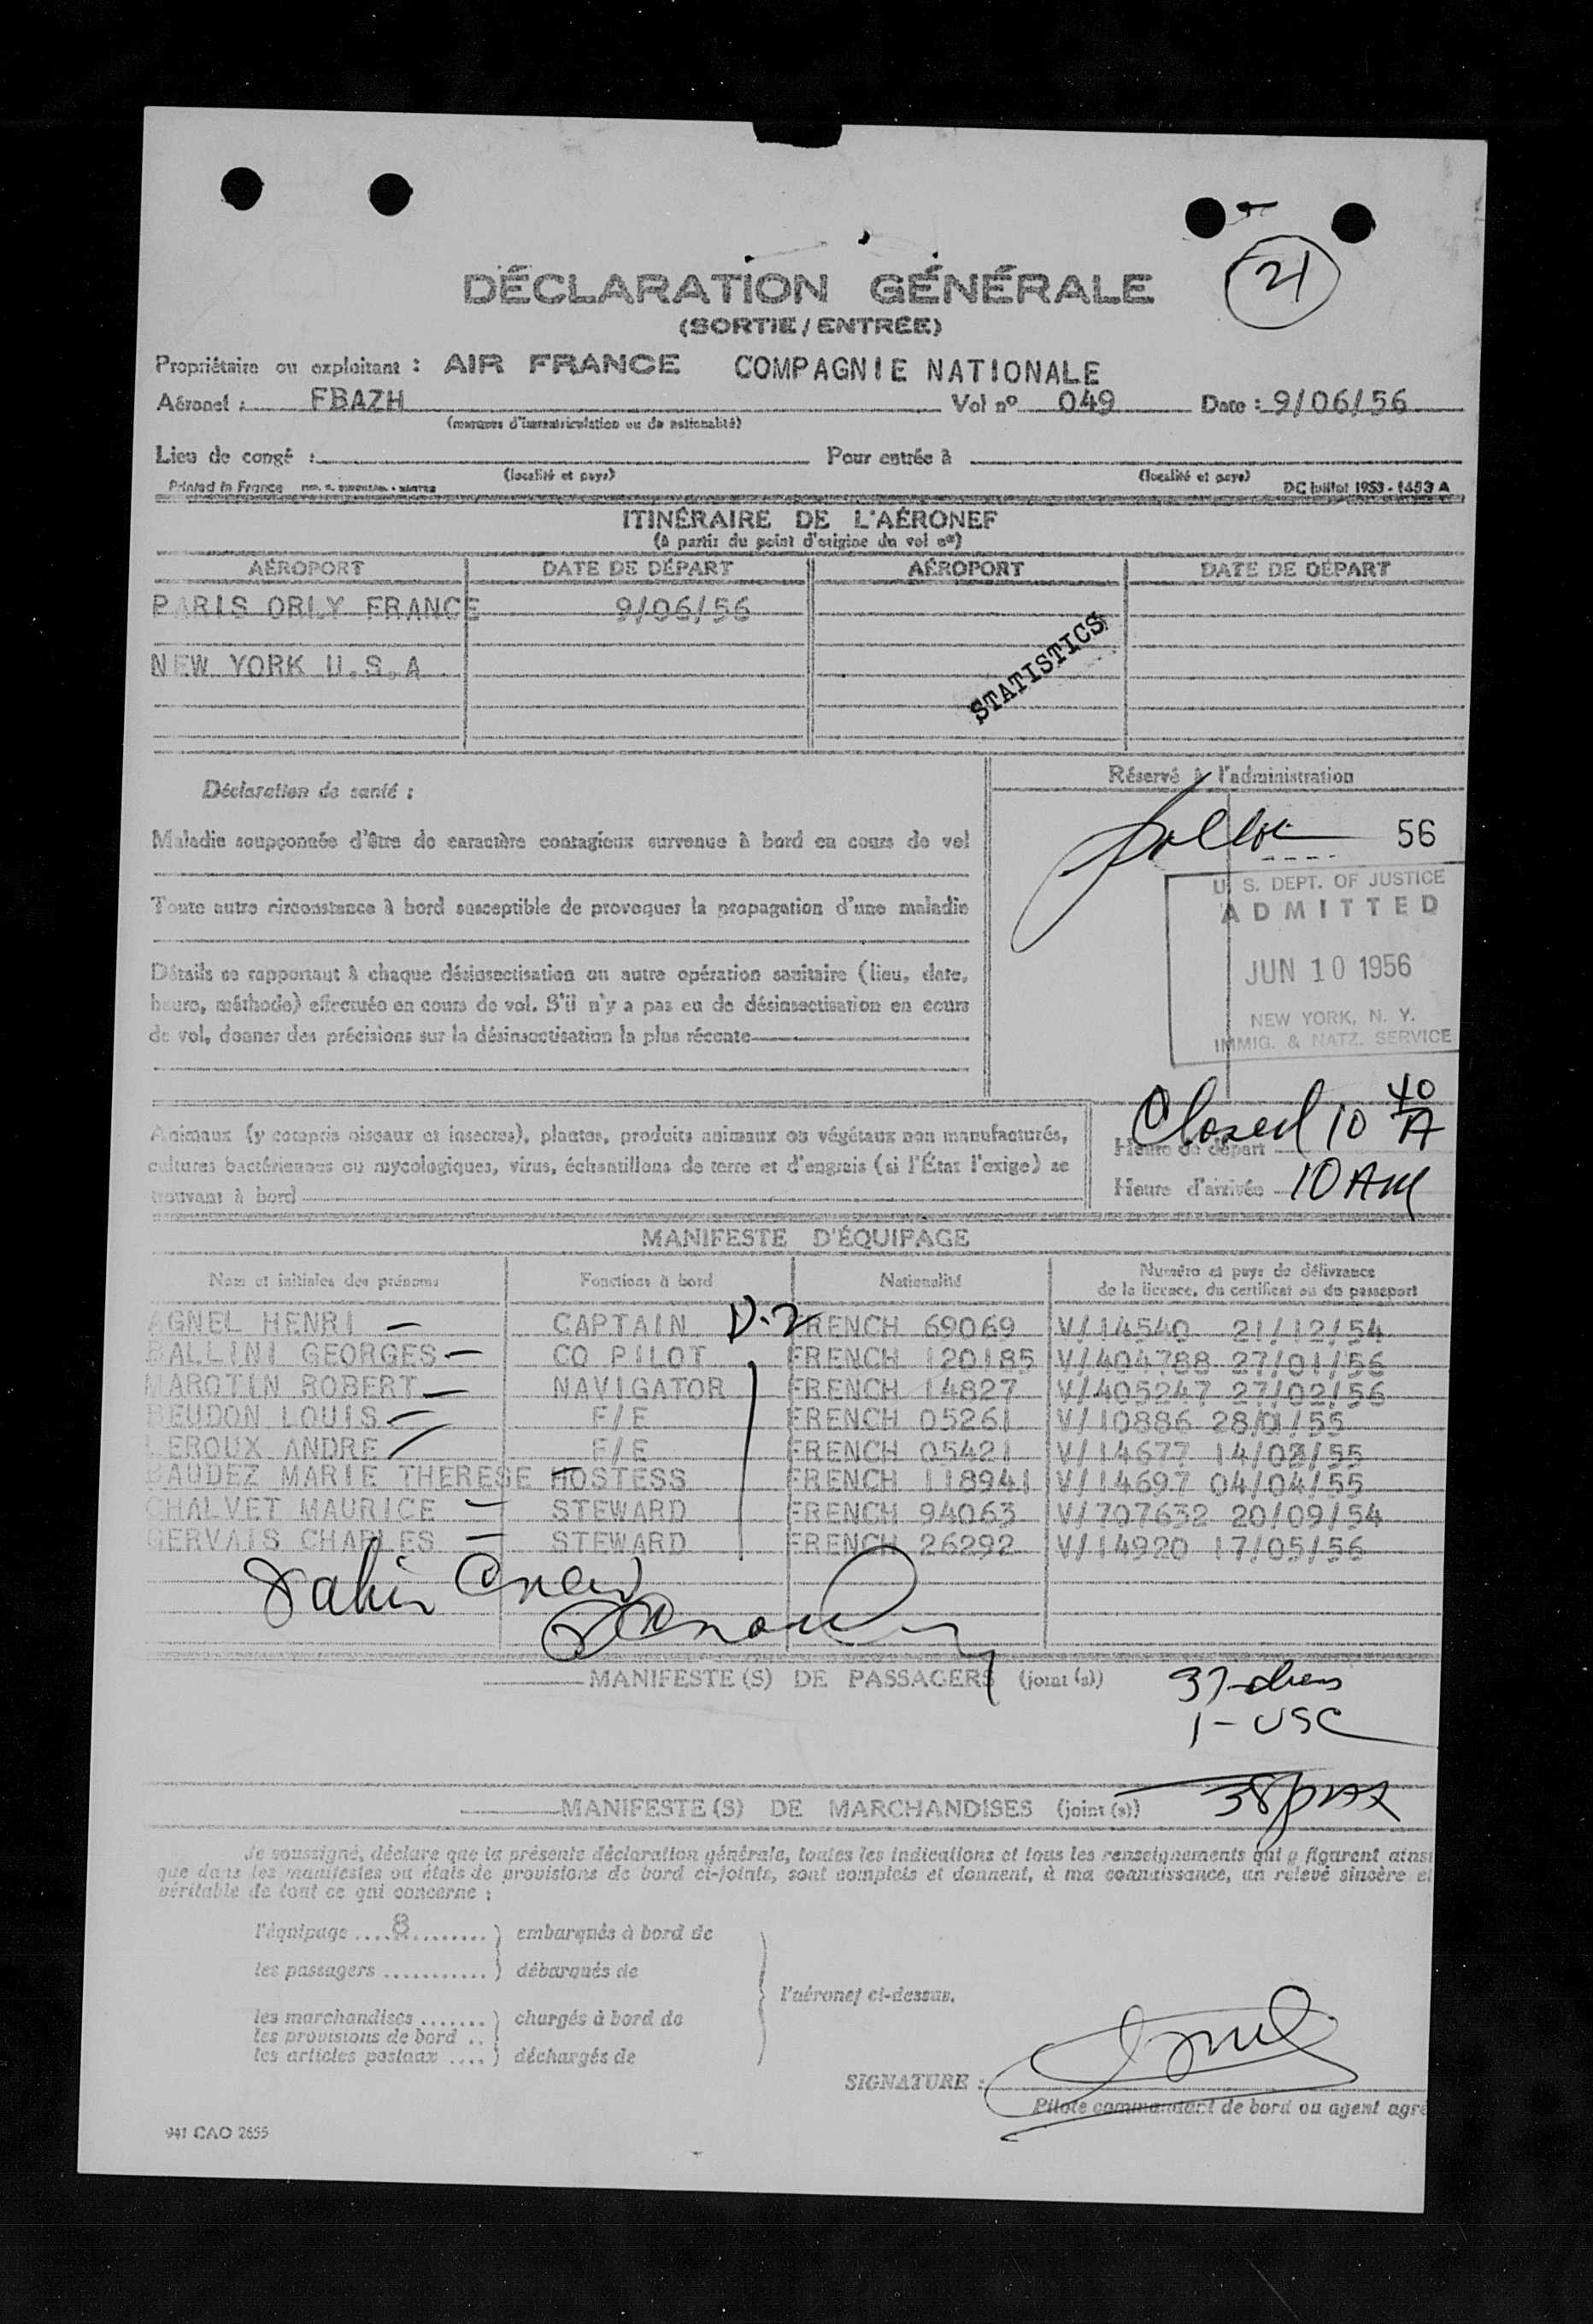 21
DÉCLARATION GÉNÉRALE
(SORTIE / ENTRÉE)
Propriétaire ou exploitant : AIR FRANCE COMPAGNIE NATIONALE
Aéronef : FBAZH Vol nº 049 Date : 9/06/56
(marques d'immatriculation ou de nationalité)
Lieu de congé : Pour entrée à
(localité et pays) (localité et pays)
Printed in France DC juillet 1953 - 1453 A
ITINÉRAIRE DE L'AÉRONEF
(à partir du point d'origine du vol nº)
AÉROPORT DATE DE DÉPART AÉROPORT DATE DE DÉPART
PARIS ORLY FRANCE 9/06/56
NEW YORK U.S.A
STATISTICS
Réservé à l'administration
Déclaration de santé :
Maladie soupçonnée d'être de caractère contagieux survenue à bord en cours de vol
56
Toute autre circonstance à bord susceptible de provoquer la propagation d'une maladie
U. S. DEPT. OF JUSTICE
ADMITTED
JUN 10 1956
NEW YORK, N. Y.
IMMIG. & NATZ. SERVICE
Détails se rapportant à chaque désinsectisation ou autre opération sanitaire (lieu, date,
heure, méthode) effectuée en cours de vol. S'il n'y a pas eu de désinsectisation en cours
de vol, donner des précisions sur la désinsectisation la plus récente
Closed 10 40 A
Animaux (y compris oiseaux et insectes), plantes, produits animaux ou végétaux non manufacturés,
cultures bactériennes ou mycologiques, virus, échantillons de terre et d'engrais (si l'État l'exige) se
trouvant à bord
Heure de départ
Heure d'arrivée 10 AM
MANIFESTE D'ÉQUIPAGE
Nom et initiales des prénoms Fonctions à bord Nationalité Numéro et pays de délivrance
de la licence, du certificat ou du passeport
AGNEL HENRI — CAPTAIN D-2 FRENCH 69069 V/14540 21/12/54
BALLINI GEORGES — CO PILOT FRENCH 120185 V/404788 27/01/56
MAROTIN ROBERT — NAVIGATOR FRENCH 14827 V/405247 27/02/56
BEUDON LOUIS — F/E FRENCH 05261 V/10886 28/01/55
LEROUX ANDRE F/E FRENCH 05421 V/14677 14/03/55
BAUDEZ MARIE THERESE HOSTESS FRENCH 118941 V/14697 04/04/55
CHALVET MAURICE — STEWARD FRENCH 94063 V/707632 20/09/54
GERVAIS CHARLES — STEWARD FRENCH 26292 V/14920 17/05/56
MANIFESTE(S) DE PASSAGERS (joint(s))
37-
1-USC
38
MANIFESTE(S) DE MARCHANDISES (joint(s))
Je soussigné, déclare que la présente déclaration générale, toutes les indications et tous les renseignements qui y figurent ainsi
que dans les manifestes ou états de provisions de bord ci-joints, sont complets et donnent, à ma connaissance, un relevé sincère et
véritable de tout ce qui concerne :
l'équipage ....8......... ) embarqués à bord de
les passagers ........... ) débarqués de
l'aéronef ci-dessus.
les marchandises ....... ) chargés à bord de
les provisions de bord .. )
les articles postaux .... ) déchargés de
SIGNATURE :
Pilote commandant de bord ou agent agré
941 CAO 2655